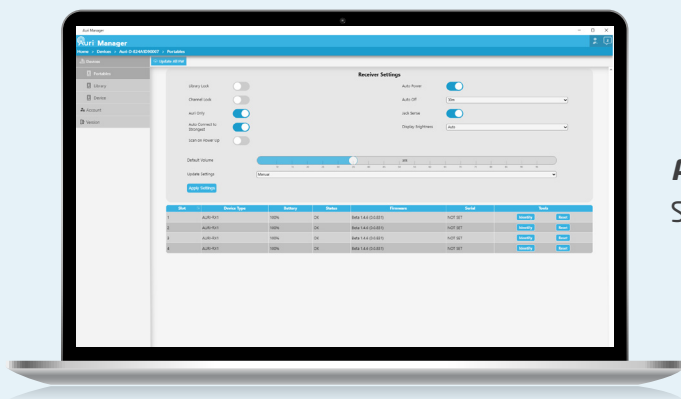 Auri Manager
Auri Manager
Home > Devices > Portables
Devices
Update All FW
Portables
Library
Device
Account
Version
Receiver Settings
Library Lock
Auto Power
Channel Lock
Auto Off
Auri Only
Jack Sense
Auto Connect to
Strongest
Display Brightness
Auto
Scan on Power Up
Default Volume
Update Settings
Manual
Apply Settings
Slot Device Type Battery Status Firmware Serial Tools
1 AURI-RX1 100% OK NOT SET Identify Reset
2 AURI-RX1 100% OK NOT SET Identify Reset
3 AURI-RX1 100% OK NOT SET Identify Reset
4 AURI-RX1 100% OK NOT SET Identify Reset